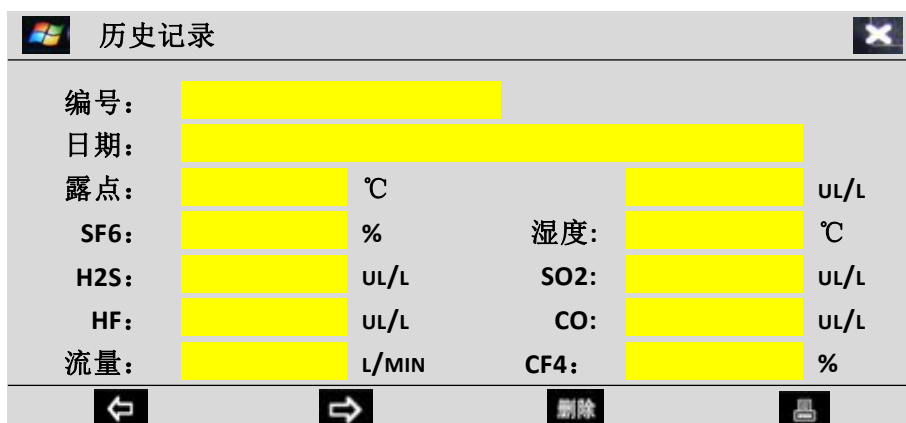 历史记录
编号：
日期：
露点： ℃ UL/L
SF6： % 湿度: ℃
H2S： UL/L SO2: UL/L
HF： UL/L CO: UL/L
流量： L/MIN CF4： %
删除